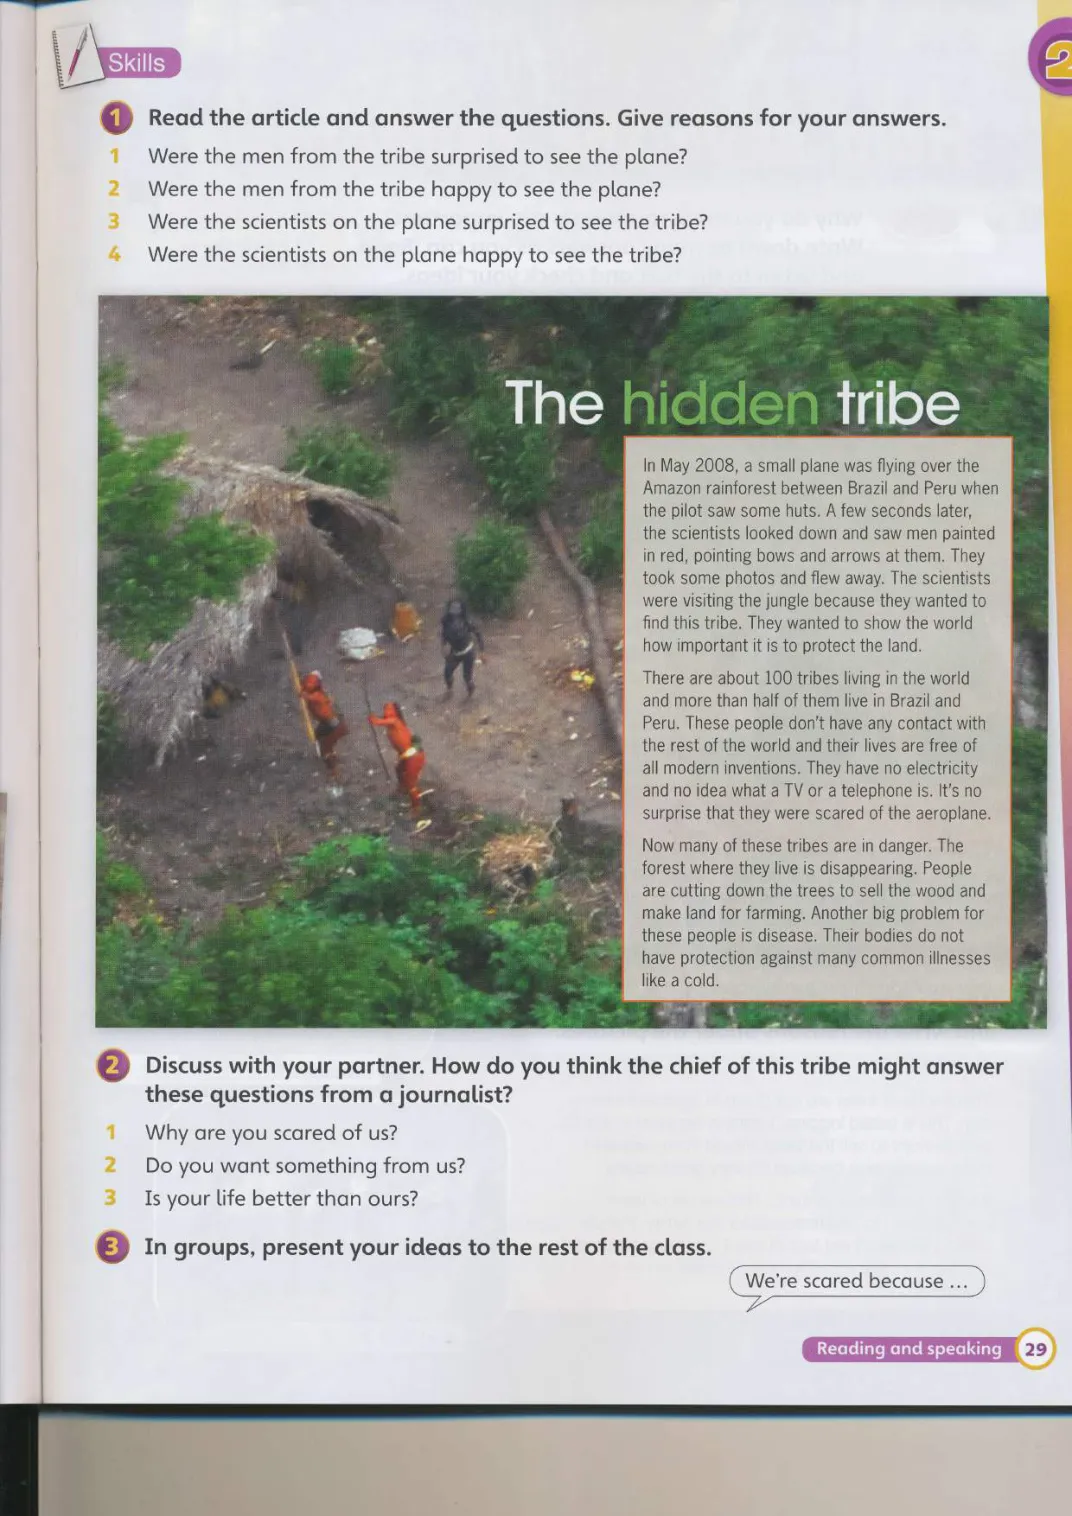 Skills
2
1 Read the article and answer the questions. Give reasons for your answers.
1 Were the men from the tribe surprised to see the plane?
2 Were the men from the tribe happy to see the plane?
3 Were the scientists on the plane surprised to see the tribe?
4 Were the scientists on the plane happy to see the tribe?
The hidden tribe
In May 2008, a small plane was flying over the
Amazon rainforest between Brazil and Peru when
the pilot saw some huts. A few seconds later,
the scientists looked down and saw men painted
in red, pointing bows and arrows at them. They
took some photos and flew away. The scientists
were visiting the jungle because they wanted to
find this tribe. They wanted to show the world
how important it is to protect the land.
There are about 100 tribes living in the world
and more than half of them live in Brazil and
Peru. These people don't have any contact with
the rest of the world and their lives are free of
all modern inventions. They have no electricity
and no idea what a TV or a telephone is. It's no
surprise that they were scared of the aeroplane.
Now many of these tribes are in danger. The
forest where they live is disappearing. People
are cutting down the trees to sell the wood and
make land for farming. Another big problem for
these people is disease. Their bodies do not
have protection against many common illnesses
like a cold.
2 Discuss with your partner. How do you think the chief of this tribe might answer
these questions from a journalist?
1 Why are you scared of us?
2 Do you want something from us?
3 Is your life better than ours?
3 In groups, present your ideas to the rest of the class.
We're scared because ...
Reading and speaking 29